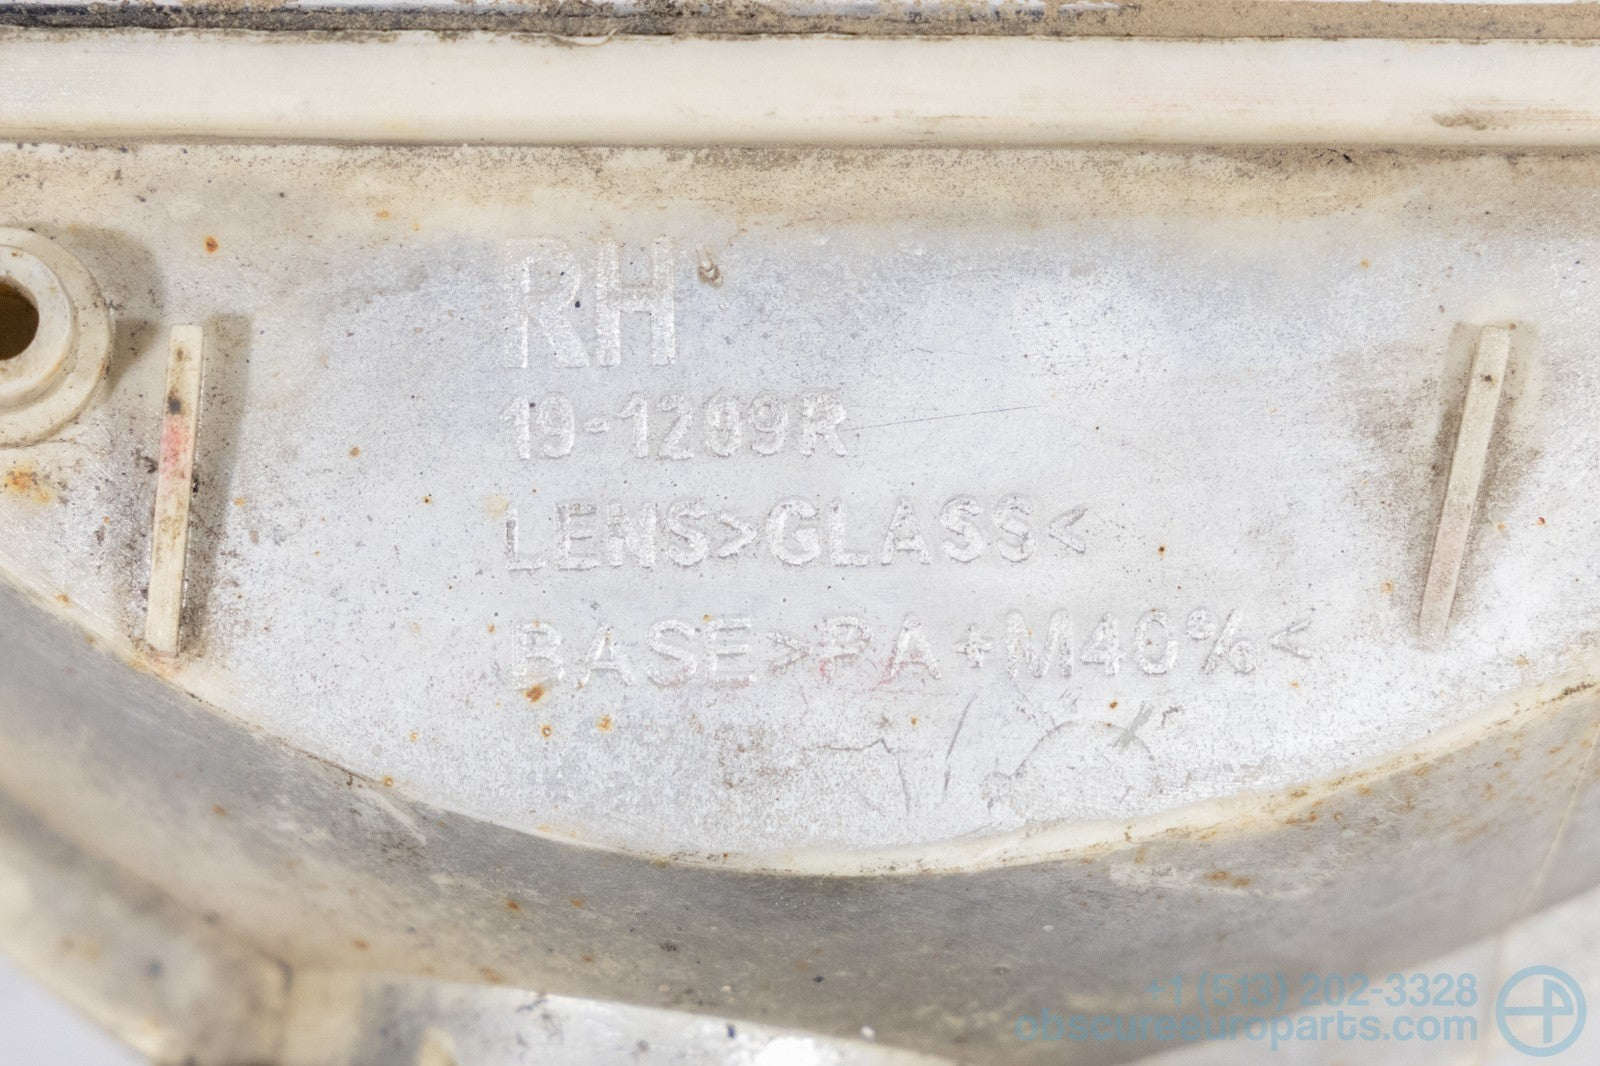 RH
19-1209R
LENS>GLASS<
BASE>PA+M40%<
+1 (513) 202-3328
obscureeuroparts.com